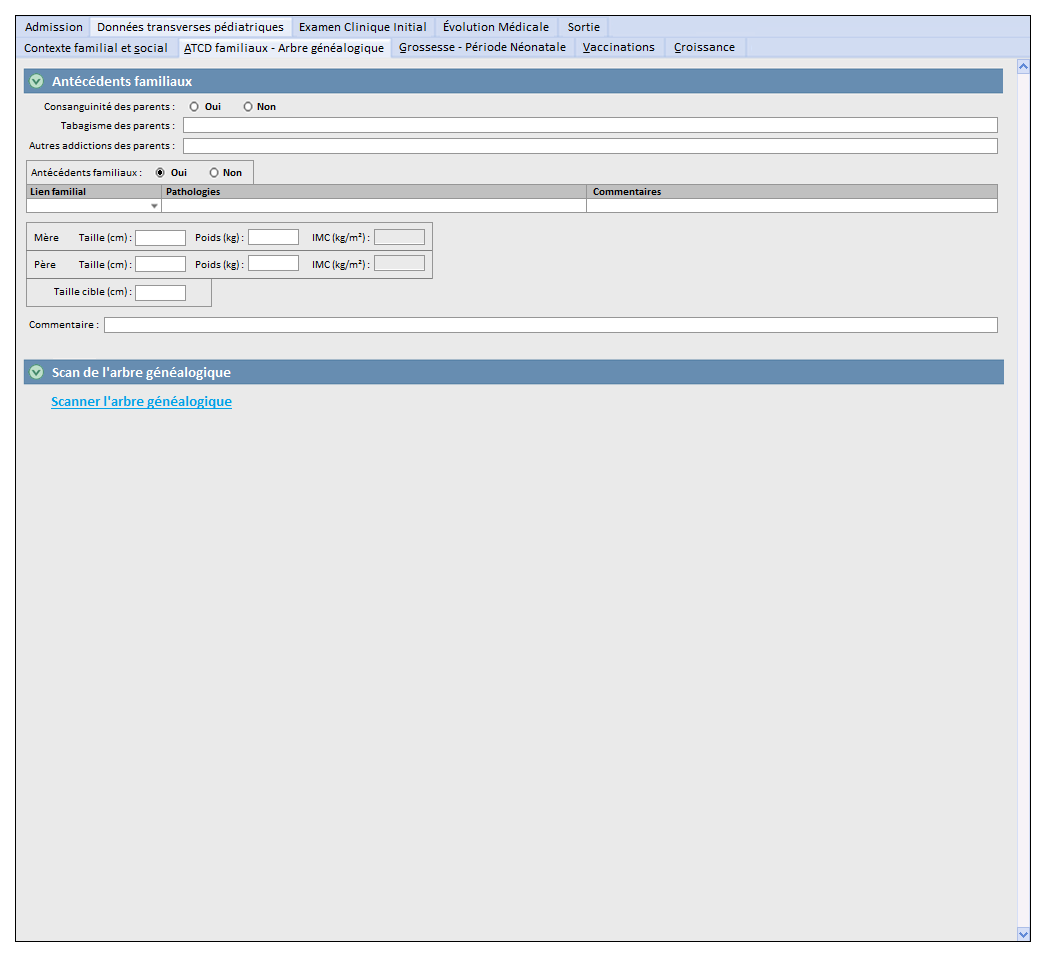 Admission Données transverses pédiatriques Examen Clinique Initial Évolution Médicale Sortie
Contexte familial et social ATCD familiaux - Arbre généalogique Grossesse - Période Néonatale Vaccinations Croissance
Antécédents familiaux
Consanguinité des parents : Oui Non
Tabagisme des parents :
Autres addictions des parents :
Antécédents familiaux : Oui Non
Lien familial Pathologies Commentaires
Mère Taille (cm) : Poids (kg) : IMC (kg/m²) :
Père Taille (cm) : Poids (kg) : IMC (kg/m²) :
Taille cible (cm) :
Commentaire :
Scan de l'arbre généalogique
Scanner l'arbre généalogique